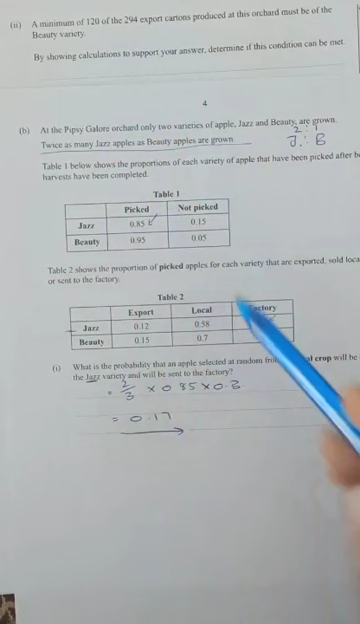 (ii) A minimum of 120 of the 294 export cartons produced at this orchard must be of the
Beauty variety.
By showing calculations to support your answer, determine if this condition can be met.
4
(b) At the Pipsy Galore orchard only two varieties of apple, Jazz and Beauty, are grown.
Twice as many Jazz apples as Beauty apples are grown.
2 : 1
J : B
Table 1 below shows the proportions of each variety of apple that have been picked after
harvests have been completed.
Table 1
Picked Not picked
Jazz 0.85 0.15
Beauty 0.95 0.05
Table 2 shows the proportion of picked apples for each variety that are exported, sold
or sent to the factory.
Table 2
Export Local
Jazz 0.12 0.58
Beauty 0.15 0.7
(i) What is the probability that an apple selected at random crop will be
the Jazz variety and will be sent to the factory?
= 2/3 × 0.85 × 0.3
= 0.17